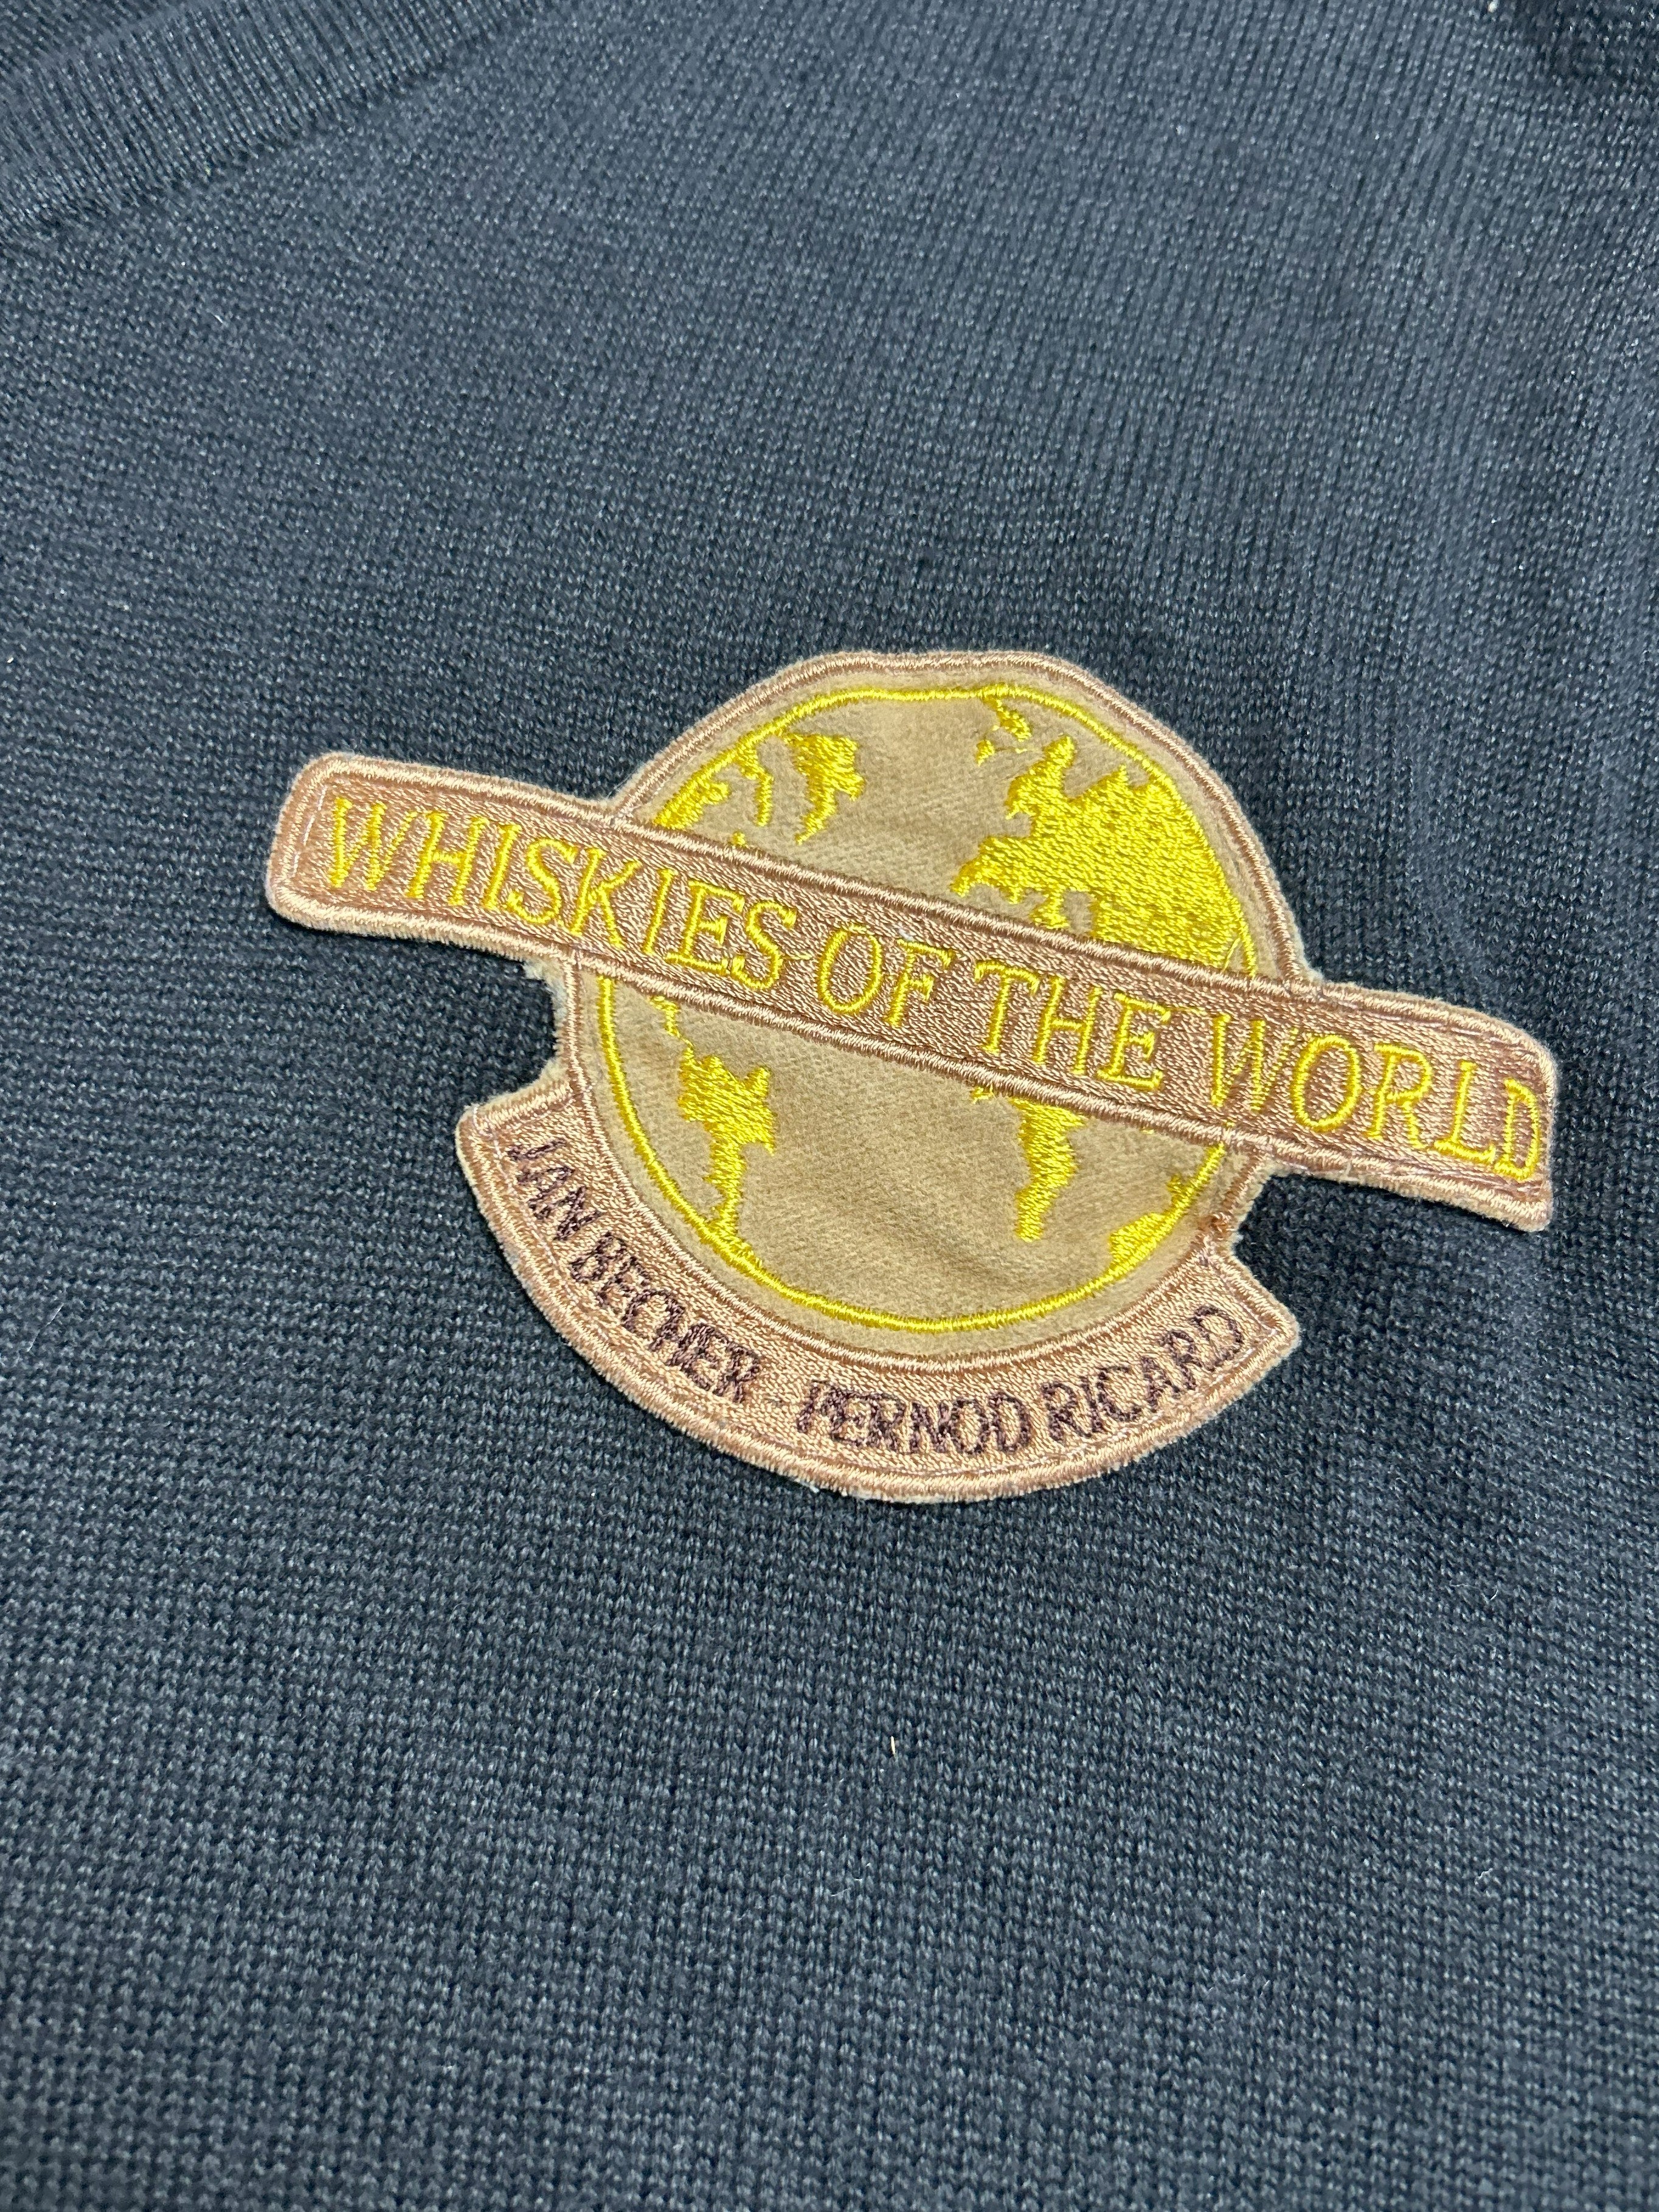 WHISKIES OF THE WORLD
JAN BECHER - PERNOD RICARD